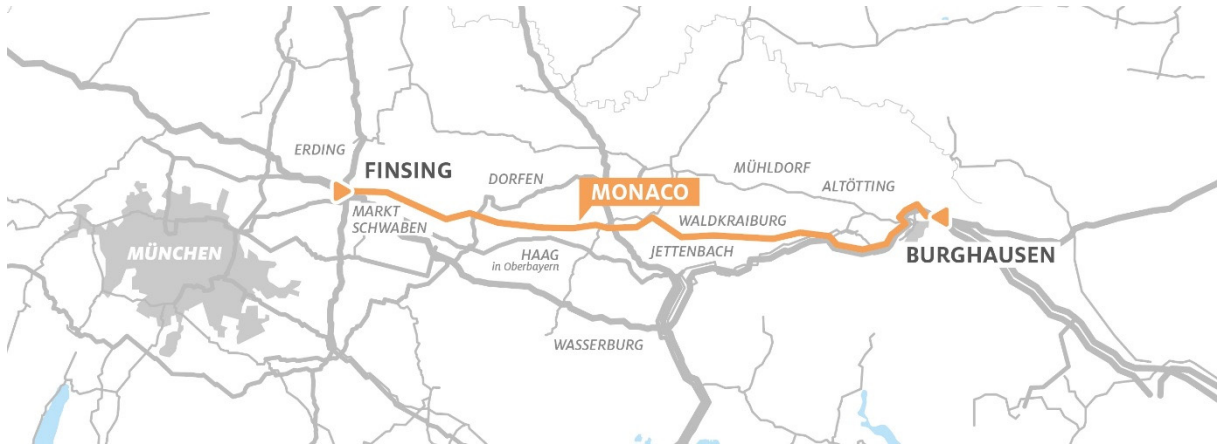 ERDING
FINSING
MARKT
SCHWABEN
MÜNCHEN
DORFEN
HAAG
in Oberbayern
MONACO
WASSERBURG
JETTENBACH
WALDKRAIBURG
MÜHLDORF
ALTÖTTING
BURGHAUSEN